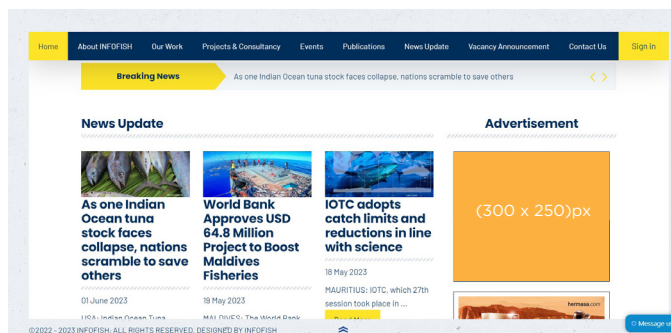 Home About INFOFISH Our Work Projects & Consultancy Events Publications News Update Vacancy Announcement Contact Us Sign in
Breaking News As one Indian Ocean tuna stock faces collapse, nations scramble to save others
News Update
As one Indian
Ocean tuna
stock faces
collapse, nations
scramble to save
others
01 June 2023
USA: Indian Ocean Tuna
World Bank
Approves USD
64.8 Million
Project to Boost
Maldives
Fisheries
19 May 2023
MALDIVES: The World Bank
IOTC adopts
catch limits and
reductions in line
with science
18 May 2023
MAURITIUS: IOTC, which 27th
session took place in ...
Read More
Advertisement
(300 x 250)px
hermasa.com
Message us
©2022 - 2023 INFOFISH: ALL RIGHTS RESERVED. DESIGNED BY INFOFISH